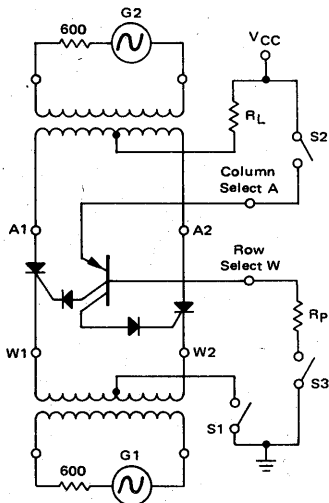 G2
600
VCC
RL
S2
Column
Select A
A1
A2
Row
Select W
RP
W1
W2
S1
S3
600
G1